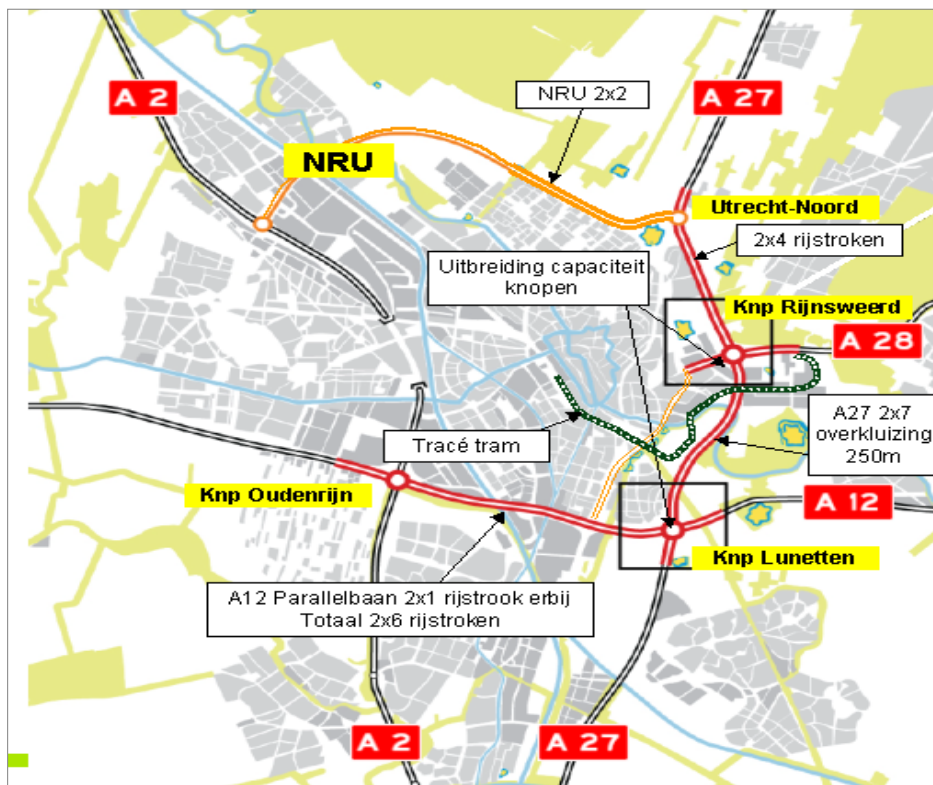 A 2
NRU 2x2
A 27
NRU
Utrecht-Noord
2x4 rijstroken
Uitbreiding capaciteit
knopen
Knp Rijnsweerd
A 28
A27 2x7
overkluizing
250m
Tracé tram
Knp Oudenrijn
A 12
Knp Lunetten
A12 Parallelbaan 2x1 rijstrook erbij
Totaal 2x6 rijstroken
A 2
A 27